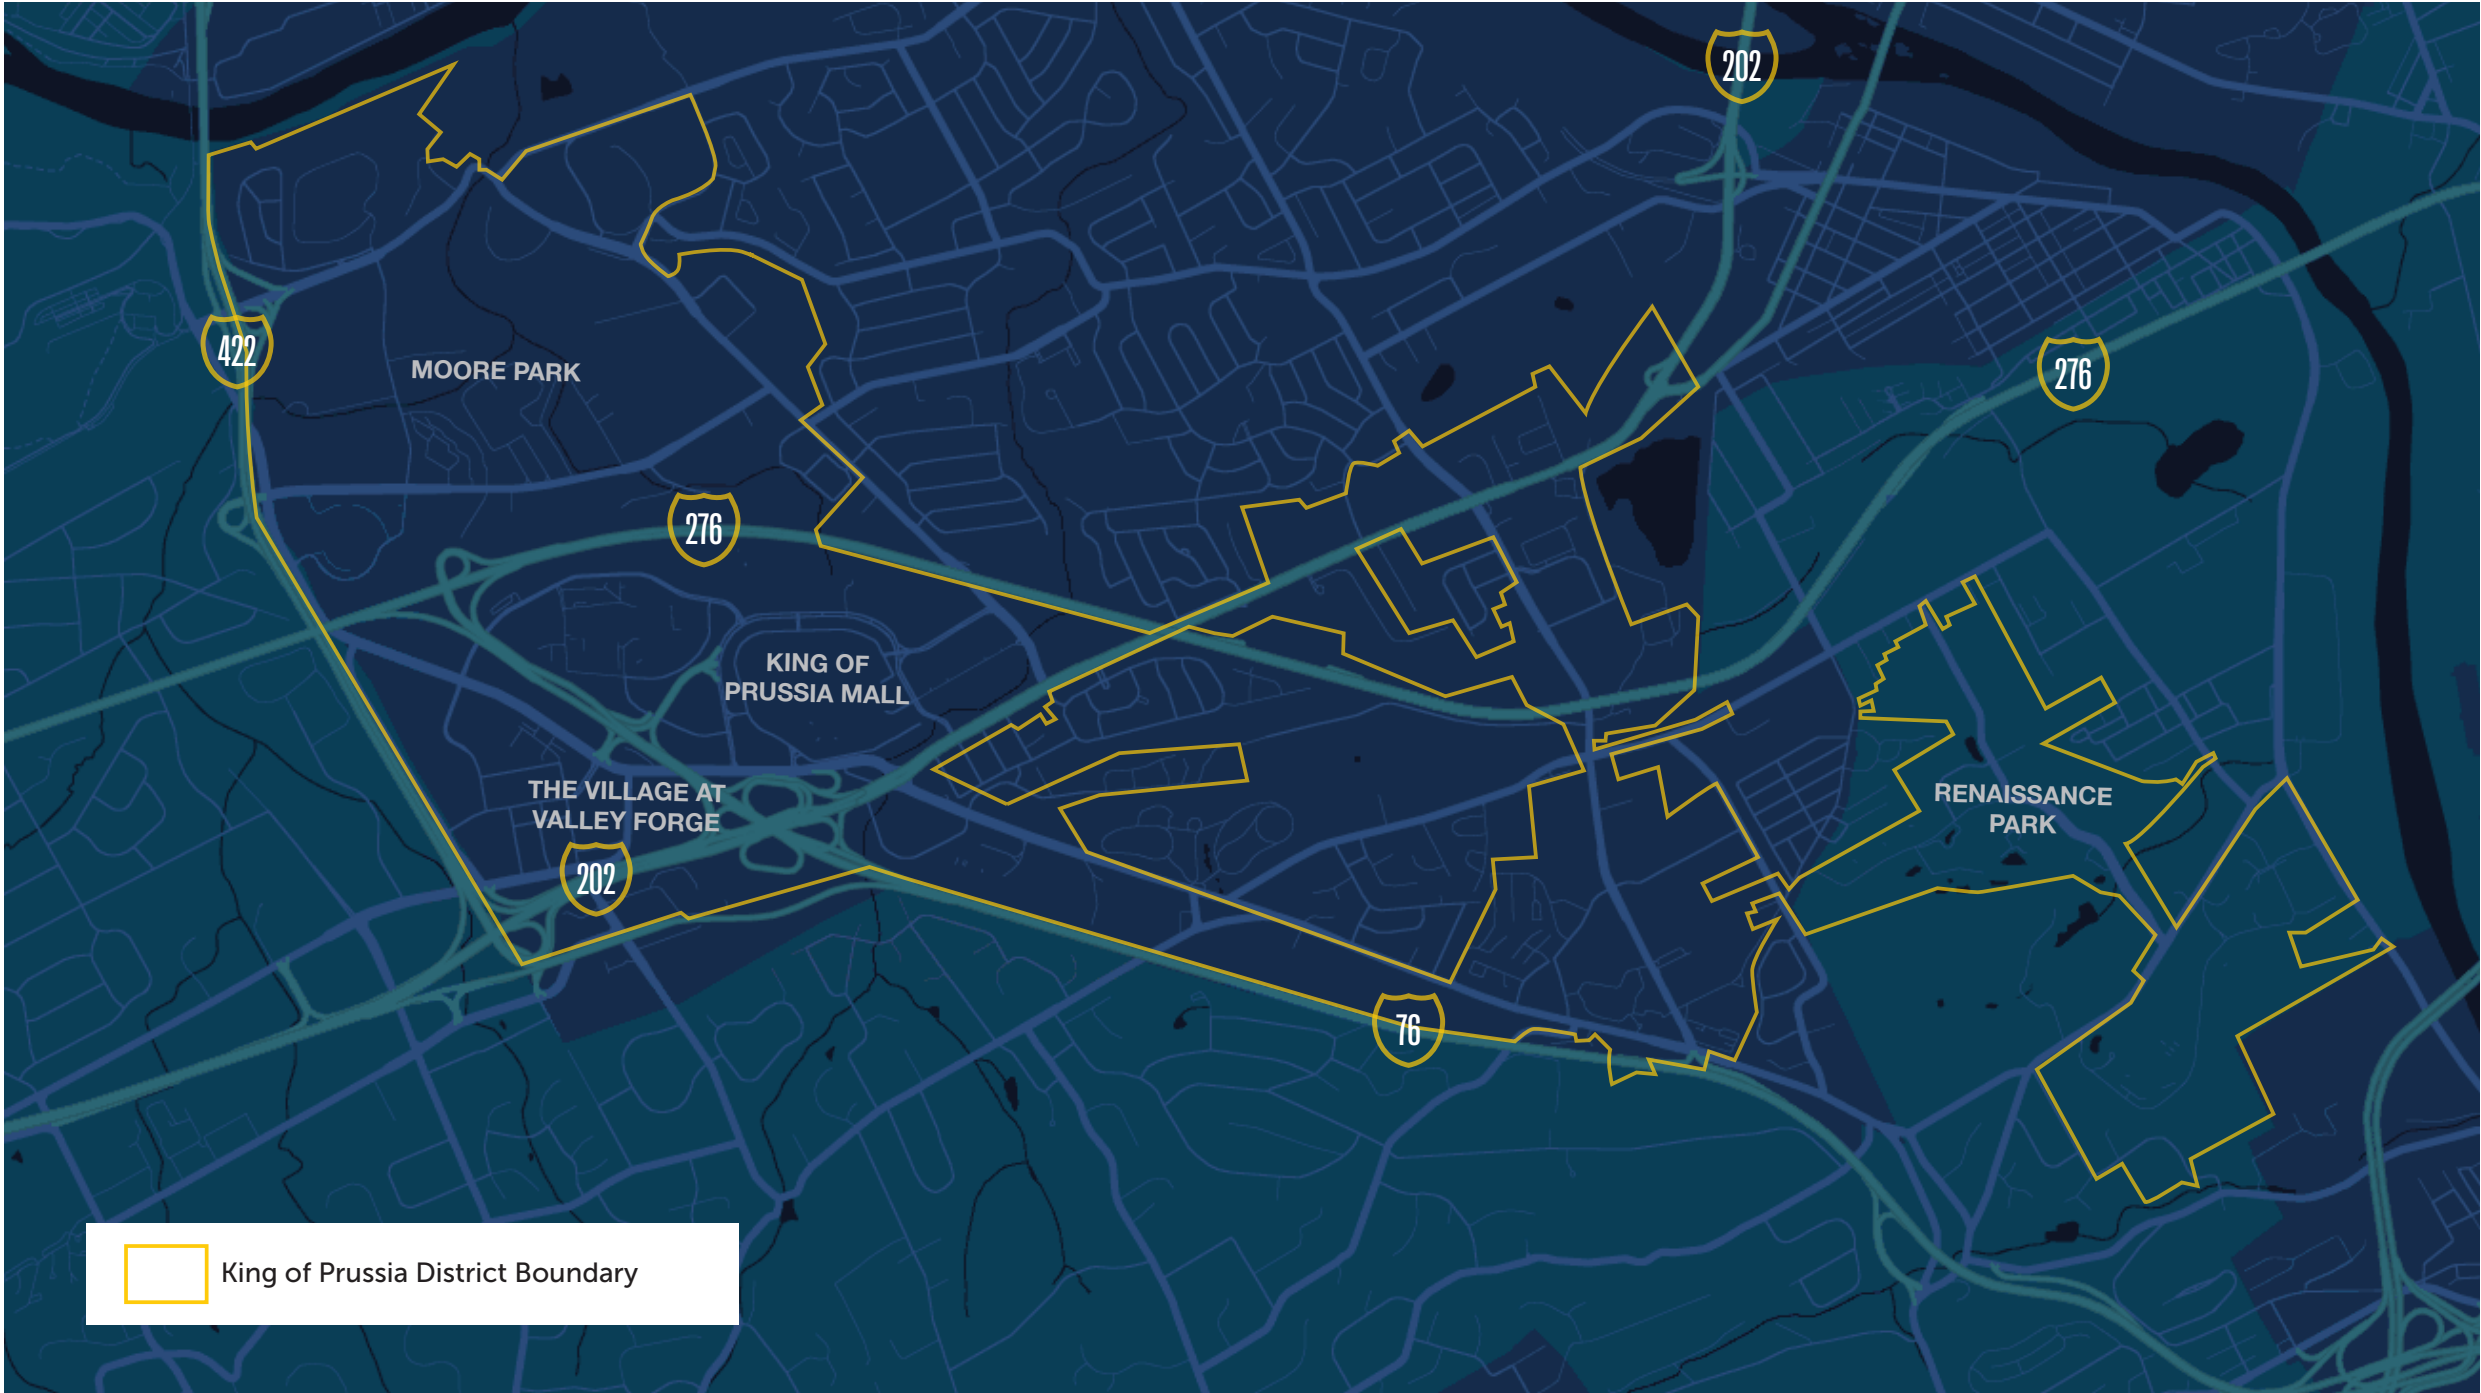 202
422
276
MOORE PARK
276
KING OF
PRUSSIA MALL
THE VILLAGE AT
VALLEY FORGE
RENAISSANCE
PARK
202
76
King of Prussia District Boundary